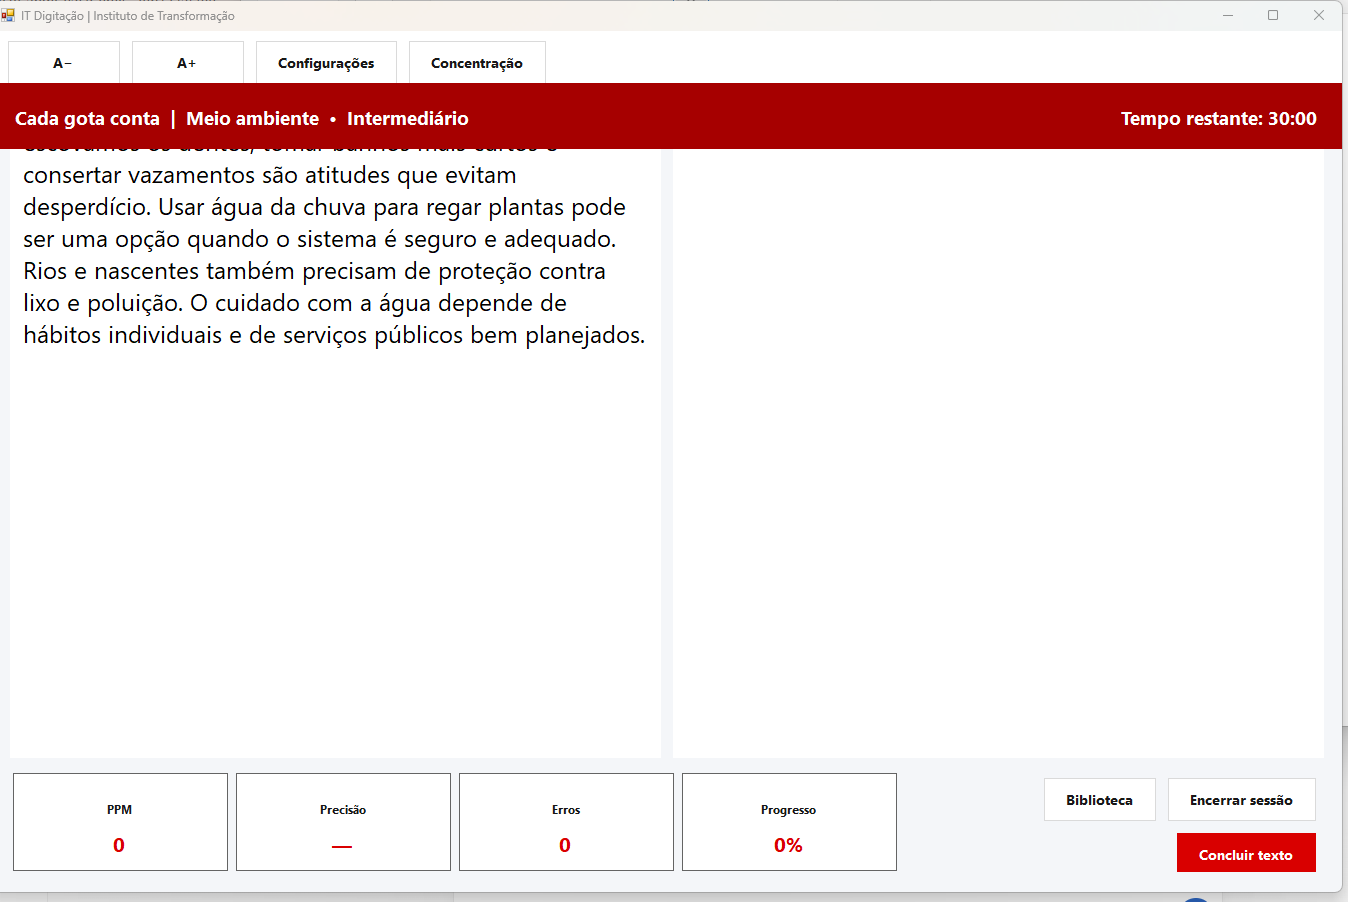 IT Digitação | Instituto de Transformação
A− A+ Configurações Concentração
Cada gota conta | Meio ambiente • Intermediário Tempo restante: 30:00
consertar vazamentos são atitudes que evitam
desperdício. Usar água da chuva para regar plantas pode
ser uma opção quando o sistema é seguro e adequado.
Rios e nascentes também precisam de proteção contra
lixo e poluição. O cuidado com a água depende de
hábitos individuais e de serviços públicos bem planejados.
PPM Precisão Erros Progresso
0 — 0 0%
Biblioteca Encerrar sessão
Concluir texto